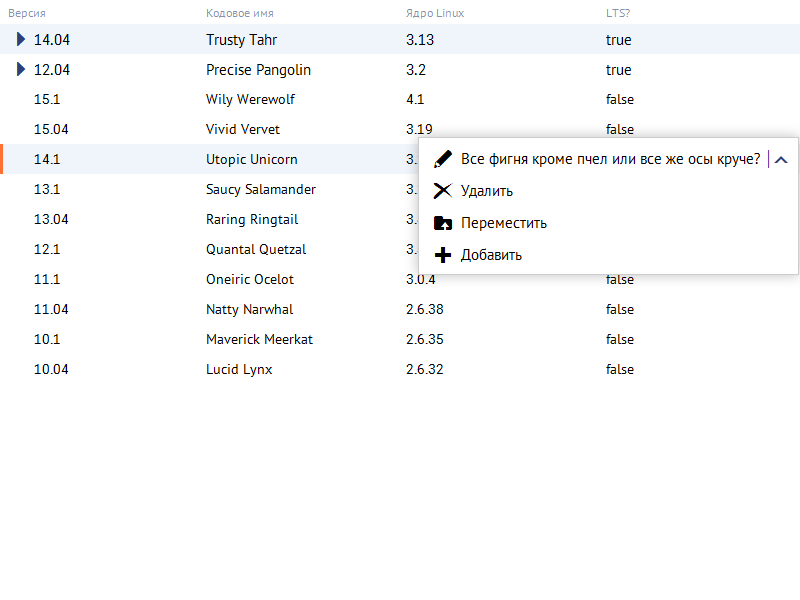 Версия Кодовое имя Ядро Linux LTS?
14.04 Trusty Tahr 3.13 true
12.04 Precise Pangolin 3.2 true
15.1 Wily Werewolf 4.1 false
15.04 Vivid Vervet 3.19 false
14.1 Utopic Unicorn 3. Все фигня кроме пчел или все же осы круче?
13.1 Saucy Salamander 3. Удалить
13.04 Raring Ringtail 3. Переместить
12.1 Quantal Quetzal 3. Добавить
11.1 Oneiric Ocelot 3.0.4 false
11.04 Natty Narwhal 2.6.38 false
10.1 Maverick Meerkat 2.6.35 false
10.04 Lucid Lynx 2.6.32 false